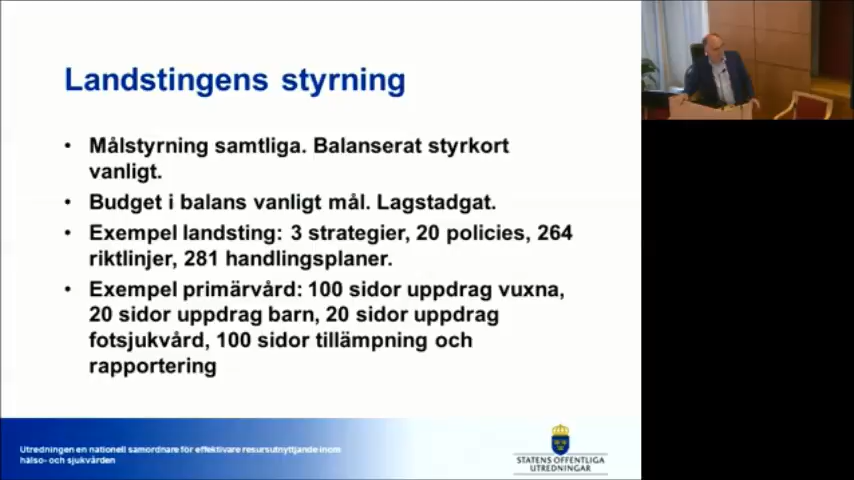 Landstingens styrning
• Målstyrning samtliga. Balanserat styrkort
vanligt.
• Budget i balans vanligt mål. Lagstadgat.
• Exempel landsting: 3 strategier, 20 policies, 264
riktlinjer, 281 handlingsplaner.
• Exempel primärvård: 100 sidor uppdrag vuxna,
20 sidor uppdrag barn, 20 sidor uppdrag
fotsjukvård, 100 sidor tillämpning och
rapportering
Utredningen en nationell samordnare för effektivare resursutnyttjande inom
hälso- och sjukvården
STATENS OFFENTLIGA
UTREDNINGAR